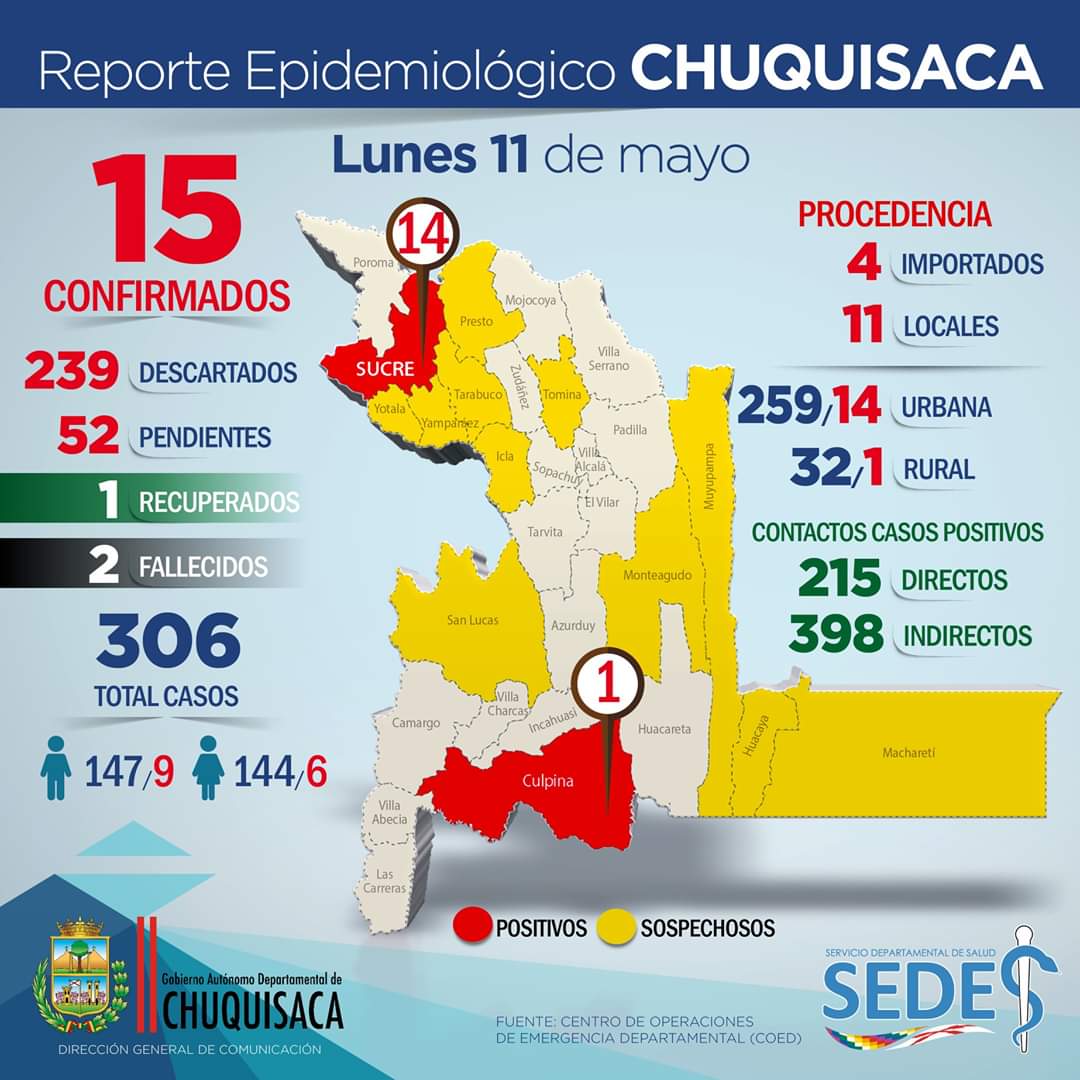 Reporte Epidemiológico CHUQUISACA
Lunes 11 de mayo
15
CONFIRMADOS
239 DESCARTADOS
52 PENDIENTES
1 RECUPERADOS
2 FALLECIDOS
306
TOTAL CASOS
147/9 144/6
PROCEDENCIA
4 IMPORTADOS
11 LOCALES
259/14 URBANA
32/1 RURAL
CONTACTOS CASOS POSITIVOS
215 DIRECTOS
398 INDIRECTOS
14
Poroma
Mojocoya
Presto
SUCRE
Villa
Serrano
Zudáñez
Tarabuco
Tomina
Yotala
Yamparáez
Padilla
Icla
Villa
Alcalá
Sopachuy
Muyupampa
El Vilar
Tarvita
Monteagudo
San Lucas
Azurduy
1
Villa
Charcas
Incahuasi
Camargo
Huacareta
Huacaya
Machareti
Culpina
Villa
Abecia
Las
Carreras
POSITIVOS SOSPECHOSOS
Gobierno Autónomo Departamental de
CHUQUISACA
DIRECCIÓN GENERAL DE COMUNICACIÓN
FUENTE: CENTRO DE OPERACIONES
DE EMERGENCIA DEPARTAMENTAL (COED)
SERVICIO DEPARTAMENTAL DE SALUD
SEDES